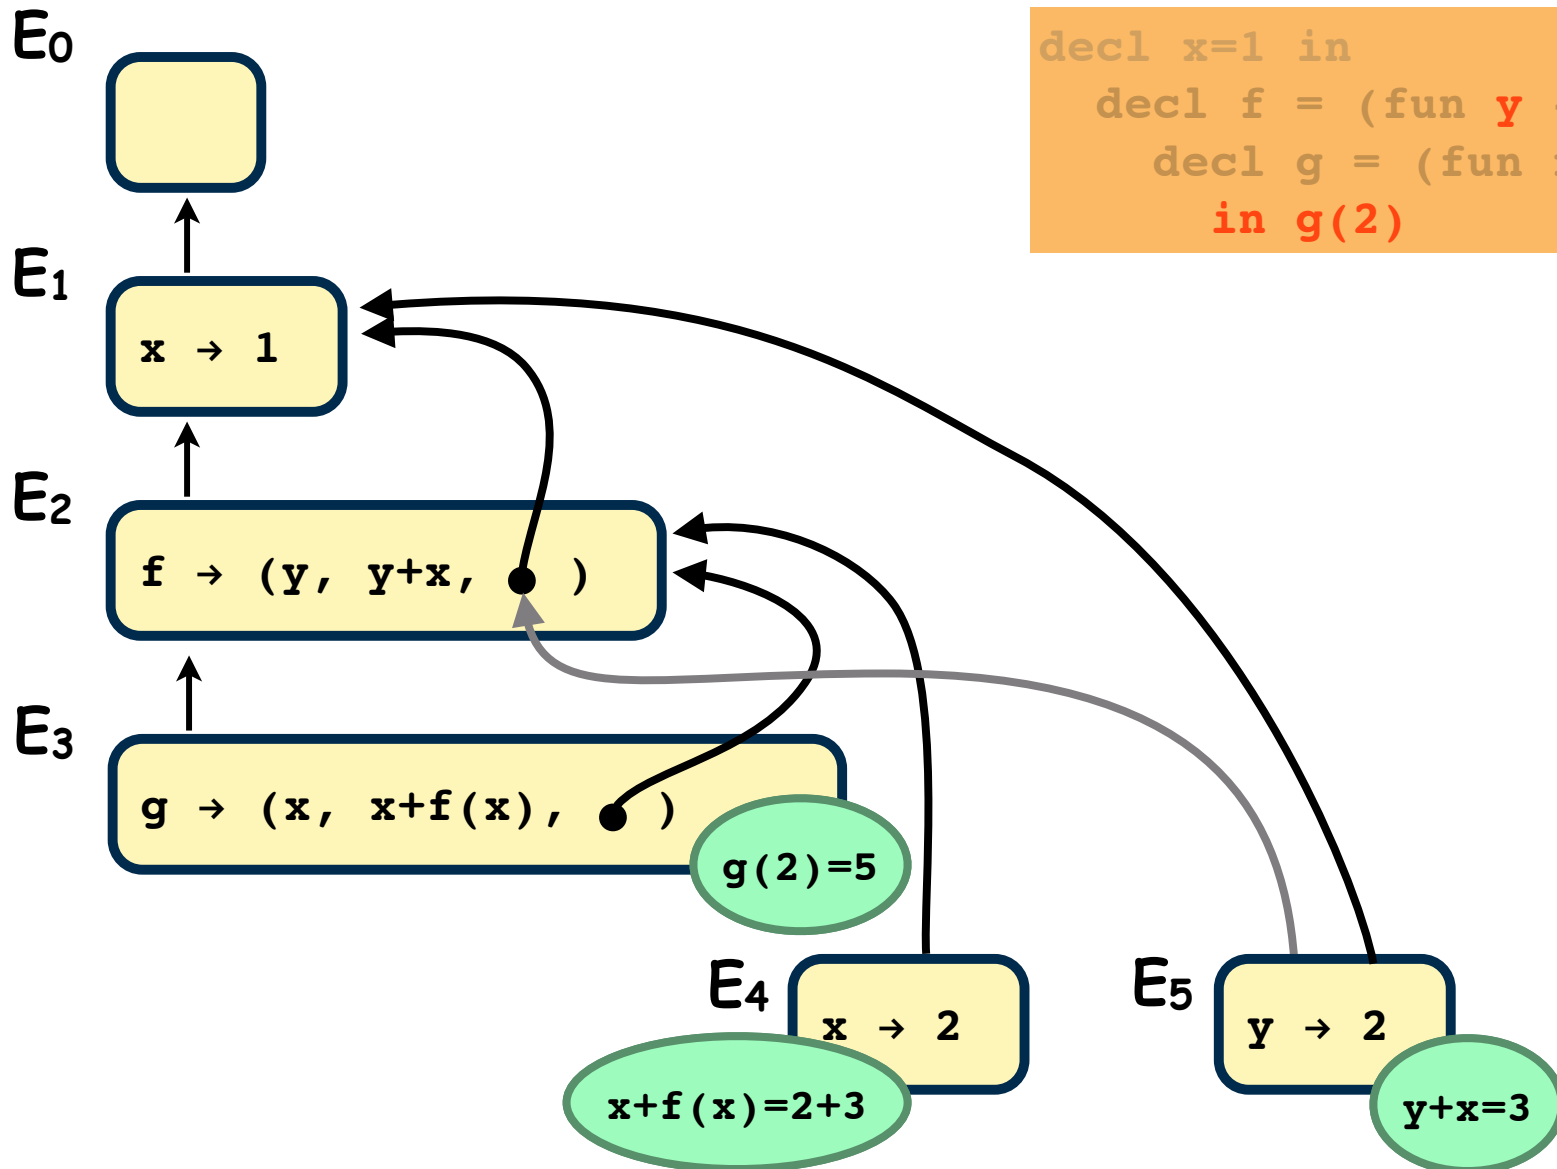 E0
decl x=1 in
decl f = (fun y
decl g = (fun
in g(2)
E1
x → 1
E2
f → (y, y+x, )
E3
g → (x, x+f(x), )
g(2)=5
E4
x → 2
E5
y → 2
x+f(x)=2+3
y+x=3